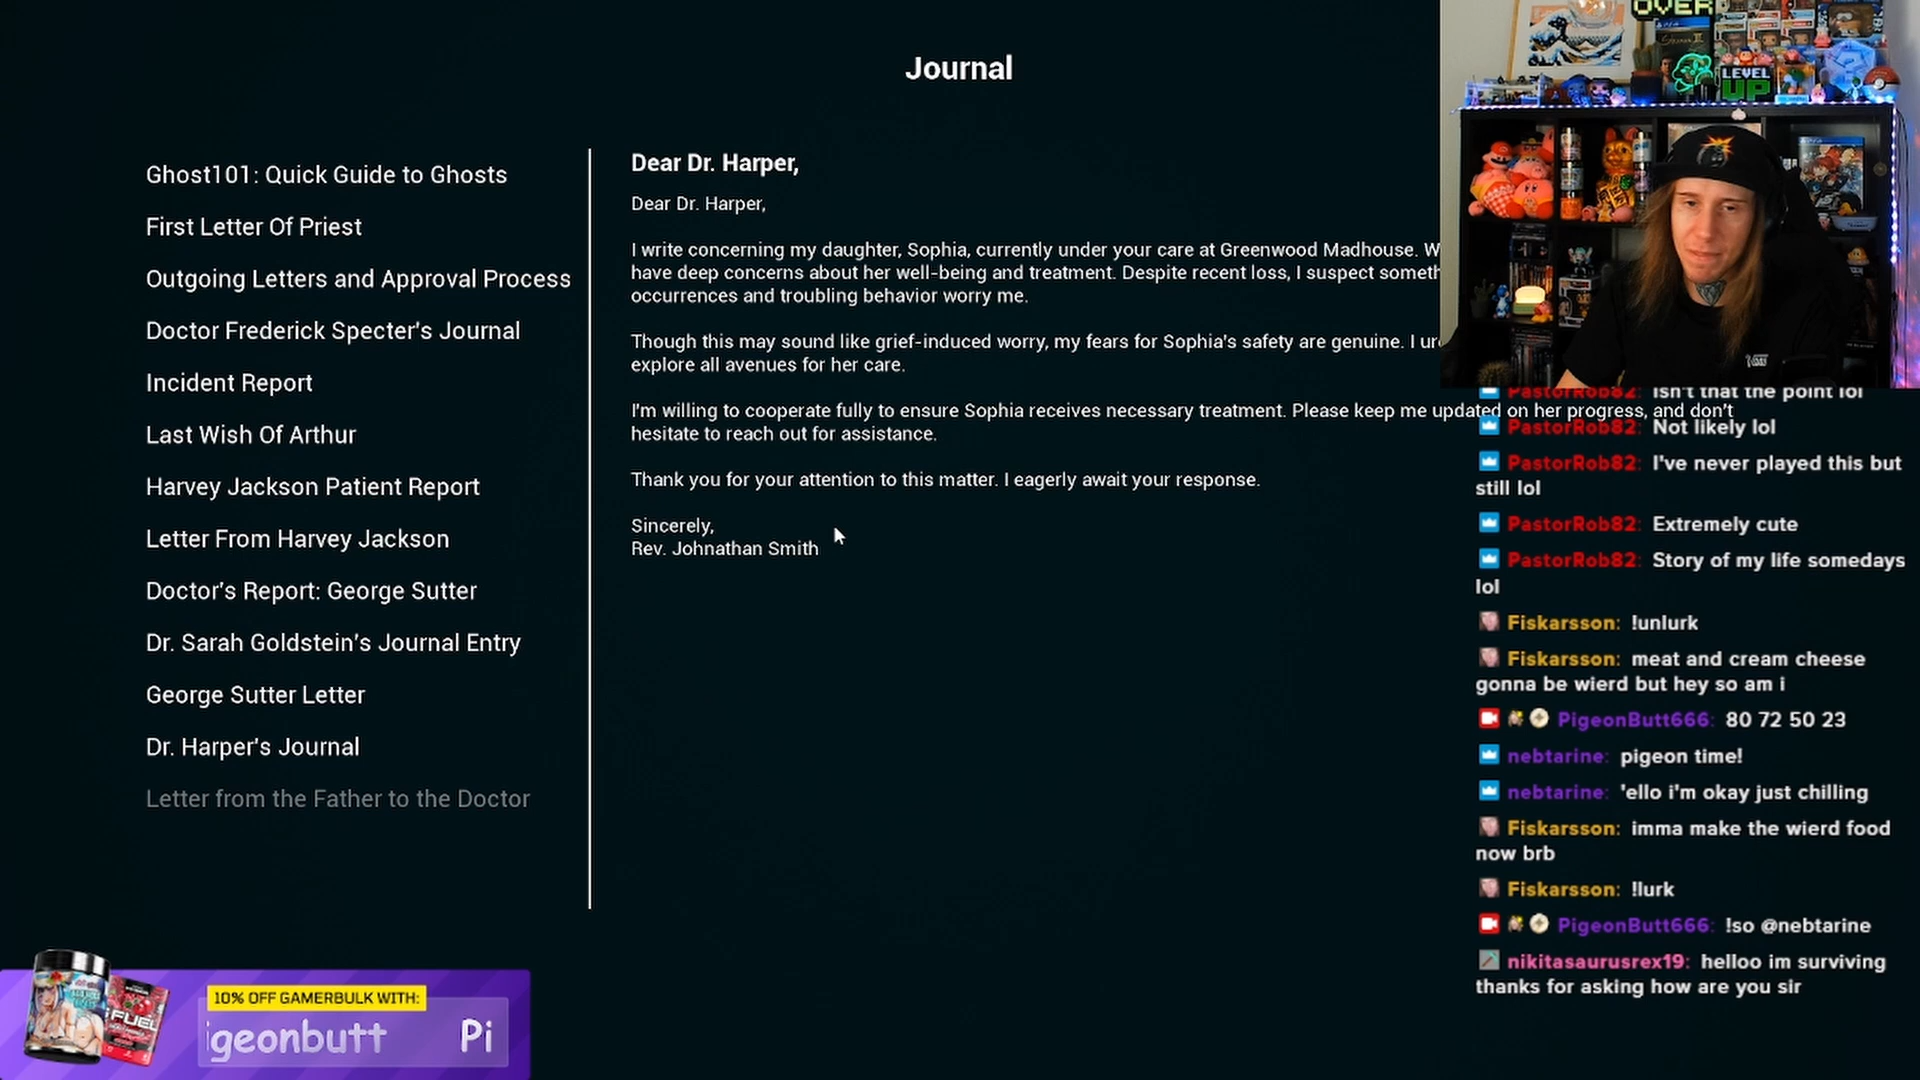 Journal
Ghost101: Quick Guide to Ghosts
First Letter Of Priest
Outgoing Letters and Approval Process
Doctor Frederick Specter's Journal
Incident Report
Last Wish Of Arthur
Harvey Jackson Patient Report
Letter From Harvey Jackson
Doctor's Report: George Sutter
Dr. Sarah Goldstein's Journal Entry
George Sutter Letter
Dr. Harper's Journal
Letter from the Father to the Doctor
Dear Dr. Harper,
Dear Dr. Harper,
I write concerning my daughter, Sophia, currently under your care at Greenwood Madhouse.
have deep concerns about her well-being and treatment. Despite recent loss, I suspect
occurrences and troubling behavior worry me.
Though this may sound like grief-induced worry, my fears for Sophia's safety are genuine. I
explore all avenues for her care.
I'm willing to cooperate fully to ensure Sophia receives necessary treatment. Please keep me updated on her progress, and don't
hesitate to reach out for assistance.
Thank you for your attention to this matter. I eagerly await your response.
Sincerely,
Rev. Johnathan Smith
OVER
LEVEL
UP
PastorRob82: Isn't that the point lol
PastorRob82: Not likely lol
PastorRob82: I've never played this but
still lol
PastorRob82: Extremely cute
PastorRob82: Story of my life somedays
lol
Fiskarsson: !unlurk
Fiskarsson: meat and cream cheese
gonna be wierd but hey so am i
PigeonButt666: 80 72 50 23
nebtarine: pigeon time!
nebtarine: 'ello i'm okay just chilling
Fiskarsson: imma make the wierd food
now brb
Fiskarsson: !lurk
PigeonButt666: !so @nebtarine
nikitasaurusrex19: helloo im surviving
thanks for asking how are you sir
10% OFF GAMERBULK WITH:
igeonbutt Pi
FUEL